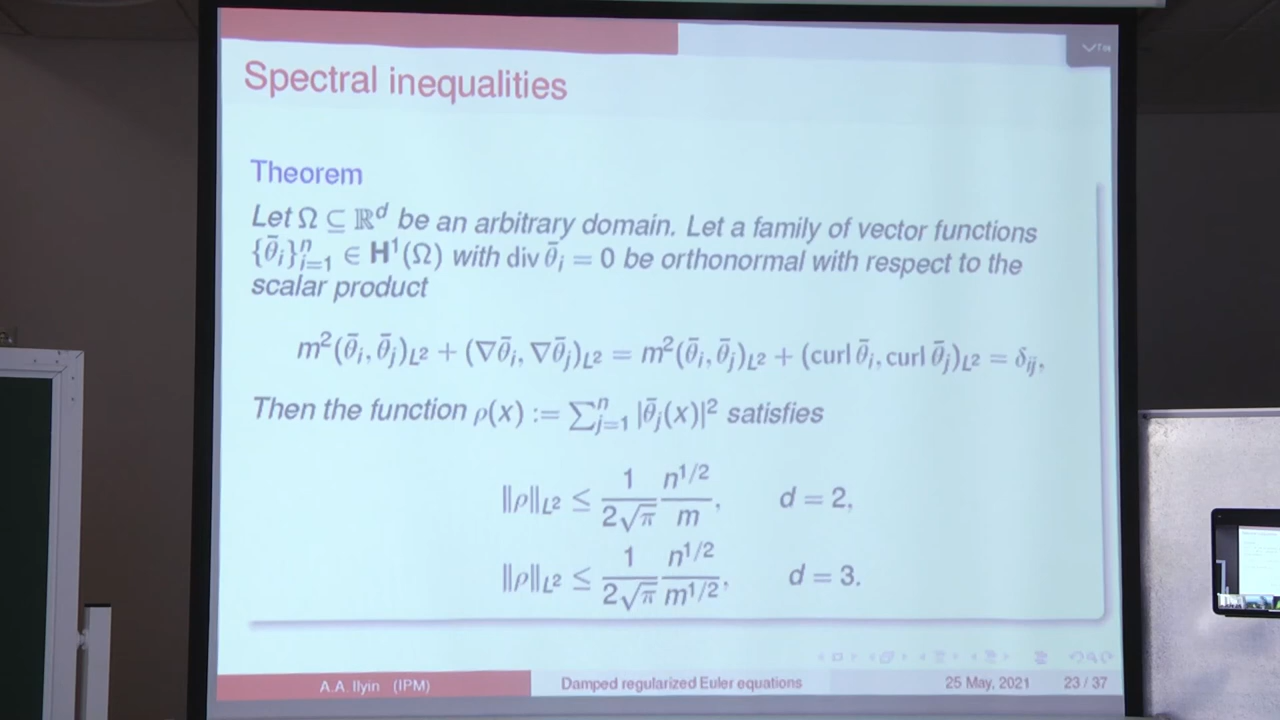 Spectral inequalities
Theorem
Let Ω ⊆ ℝ^d be an arbitrary domain. Let a family of vector functions
{θ̄_i}_{i=1}^n ∈ H^1(Ω) with div θ̄_i = 0 be orthonormal with respect to the
scalar product
m^2(θ̄_i, θ̄_j)_{L^2} + (∇θ̄_i, ∇θ̄_j)_{L^2} = m^2(θ̄_i, θ̄_j)_{L^2} + (curl θ̄_i, curl θ̄_j)_{L^2} = δ_{ij},
Then the function ρ(x) := ∑_{j=1}^n |θ̄_j(x)|^2 satisfies
‖ρ‖_{L^2} ≤ \frac{1}{2√π} \frac{n^{1/2}}{m}, d = 2,
‖ρ‖_{L^2} ≤ \frac{1}{2√π} \frac{n^{1/2}}{m^{1/2}}, d = 3.
A.A. Ilyin (IPM) Damped regularized Euler equations 25 May, 2021 23 / 37